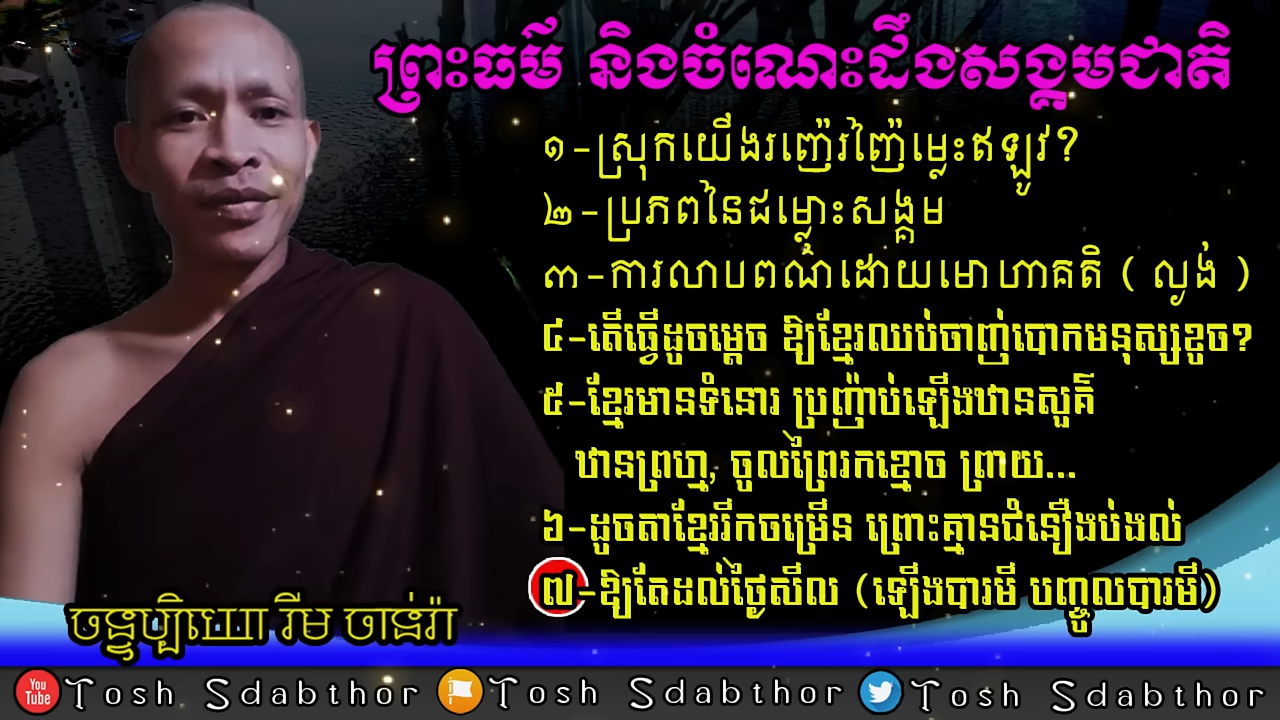 ព្រះធម៌ និងចំណេះដឹងសង្គមជាតិ
១-ស្រុកយើងរញ៉េរញ៉ៃម្លេះឥឡូវ?
២-ប្រភពនៃជម្លោះសង្គម
៣-ការលាបពណ៌ដោយមោហាគតិ ( ល្ងង់ )
៤-តើធ្វើដូចម្ដេច ឱ្យខ្មែរឈប់ចាញ់បោកមនុស្សខូច?
៥-ខ្មែរមានទំនោរ ប្រញ៉ាប់ឡើងឋានសួគ៌
ឋានព្រហ្ម, ចូលព្រៃរកខ្មោច ព្រាយ...
៦-ដូចតាខ្មែររីកចម្រើន ព្រោះគ្មានជំនឿងប់ងល់
៧-ឱ្យតែដល់ថ្ងៃសីល (ឡើងបារមី បញ្ចូលបារមី)
ចន្ទប្បិយោ រីម ចាន់រ៉ា
You Tube Tosh Sdabthor Tosh Sdabthor Tosh Sdabthor